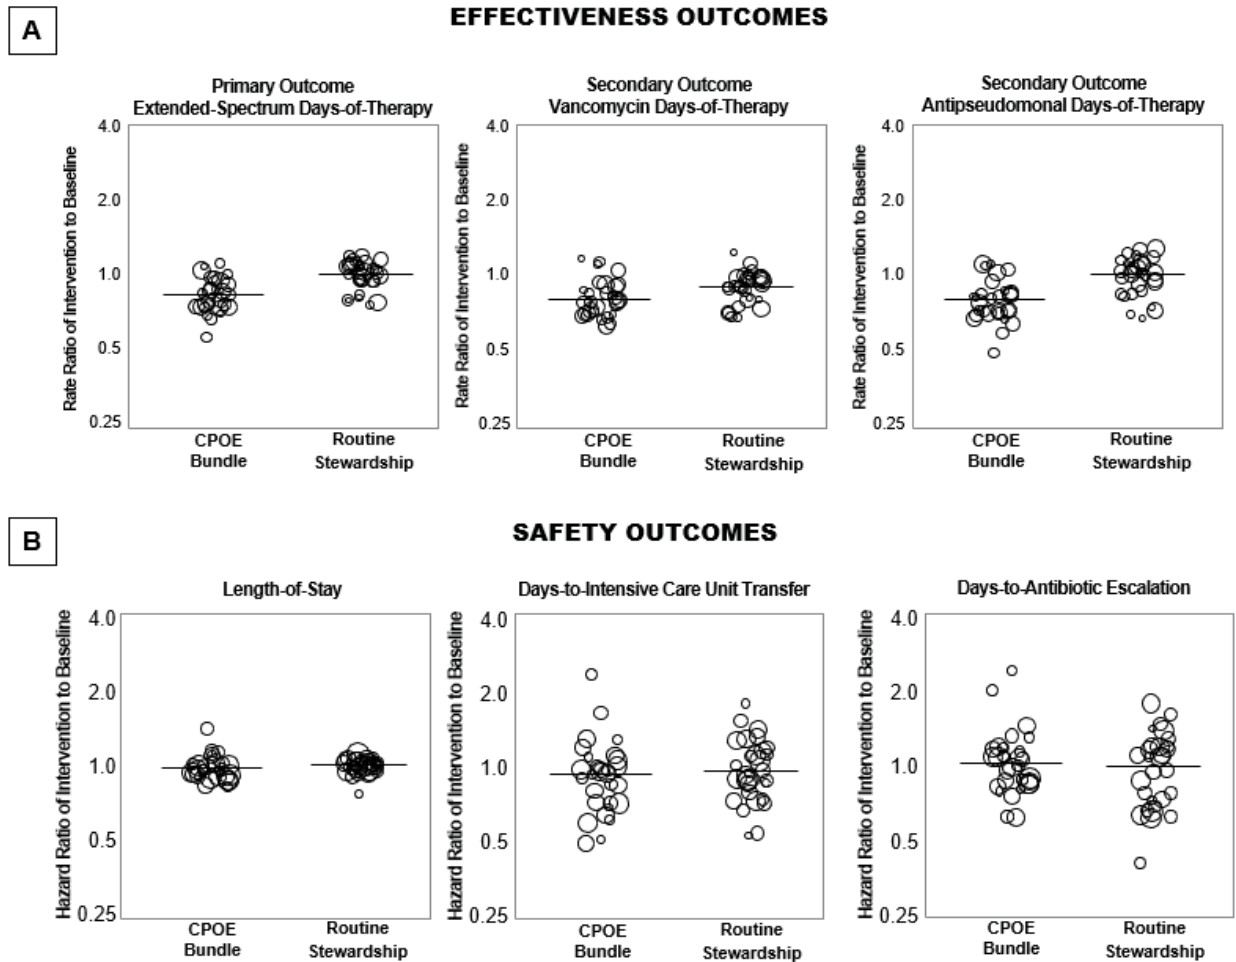 A
EFFECTIVENESS OUTCOMES
Primary Outcome
Extended-Spectrum Days-of-Therapy
Rate Ratio of Intervention to Baseline
4.0
2.0
1.0
0.5
0.25
CPOE
Bundle
Routine
Stewardship
Secondary Outcome
Vancomycin Days-of-Therapy
Rate Ratio of Intervention to Baseline
4.0
2.0
1.0
0.5
0.25
CPOE
Bundle
Routine
Stewardship
Secondary Outcome
Antipseudomonal Days-of-Therapy
Rate Ratio of Intervention to Baseline
4.0
2.0
1.0
0.5
0.25
CPOE
Bundle
Routine
Stewardship
B
SAFETY OUTCOMES
Length-of-Stay
Hazard Ratio of Intervention to Baseline
4.0
2.0
1.0
0.5
0.25
CPOE
Bundle
Routine
Stewardship
Days-to-Intensive Care Unit Transfer
Hazard Ratio of Intervention to Baseline
4.0
2.0
1.0
0.5
0.25
CPOE
Bundle
Routine
Stewardship
Days-to-Antibiotic Escalation
Hazard Ratio of Intervention to Baseline
4.0
2.0
1.0
0.5
0.25
CPOE
Bundle
Routine
Stewardship